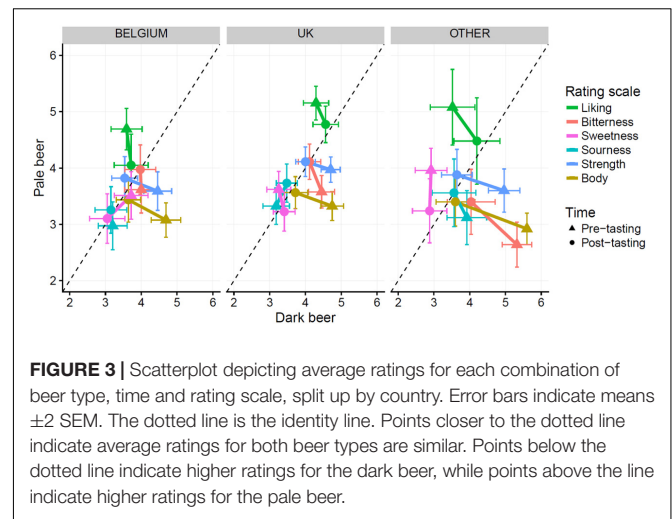 BELGIUM UK OTHER
6
5
4
3
2
Pale beer
2 3 4 5 6 2 3 4 5 6 2 3 4 5 6
Dark beer
Rating scale
Liking
Bitterness
Sweetness
Sourness
Strength
Body
Time
Pre−tasting
Post−tasting
FIGURE 3 | Scatterplot depicting average ratings for each combination of
beer type, time and rating scale, split up by country. Error bars indicate means
±2 SEM. The dotted line is the identity line. Points closer to the dotted line
indicate average ratings for both beer types are similar. Points below the
dotted line indicate higher ratings for the dark beer, while points above the line
indicate higher ratings for the pale beer.